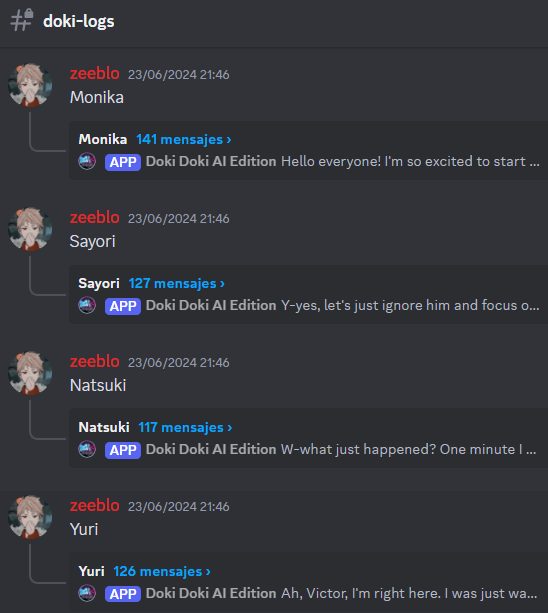 doki-logs
zeeblo 23/06/2024 21:46
Monika
Monika 141 mensajes ›
APP Doki Doki AI Edition Hello everyone! I'm so excited to start ...
zeeblo 23/06/2024 21:46
Sayori
Sayori 127 mensajes ›
APP Doki Doki AI Edition Y-yes, let's just ignore him and focus o...
zeeblo 23/06/2024 21:46
Natsuki
Natsuki 117 mensajes ›
APP Doki Doki AI Edition W-what just happened? One minute I ...
zeeblo 23/06/2024 21:46
Yuri
Yuri 126 mensajes ›
APP Doki Doki AI Edition Ah, Victor, I'm right here. I was just wa...